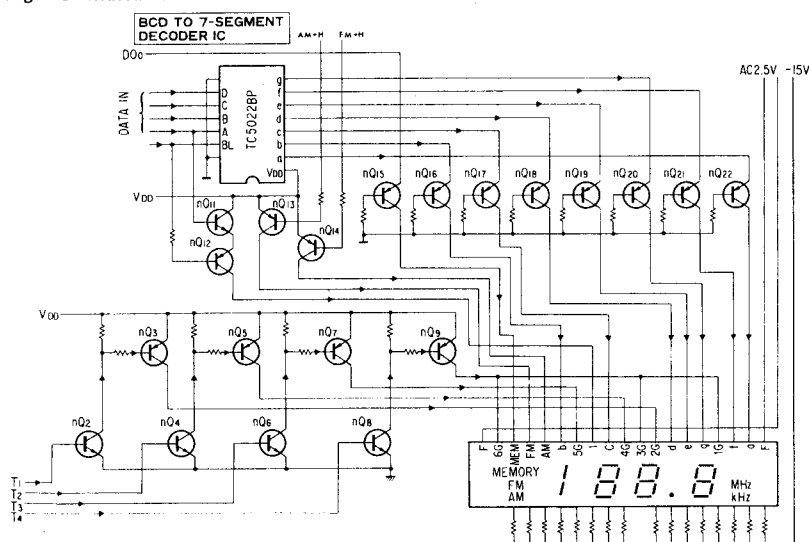 BCD TO 7-SEGMENT
DECODER IC
AM+H FM+H
DO0
AC2.5V -15V
DATA IN
D
C
B
A
BL
TC5022BP
g
f
e
d
c
b
a
VDD
nQ15 nQ16 nQ17 nQ18 nQ19 nQ20 nQ21 nQ22
VDD
nQ11 nQ13
nQ12 nQ14
VDD
nQ3 nQ5 nQ7 nQ9
nQ2 nQ4 nQ6 nQ8
T1
T2
T3
T4
F 6G MEM FM AM b 5G 1 C 4G 3G 2G d e g 1G f a F
MEMORY
FM
AM
188.8
MHz
kHz